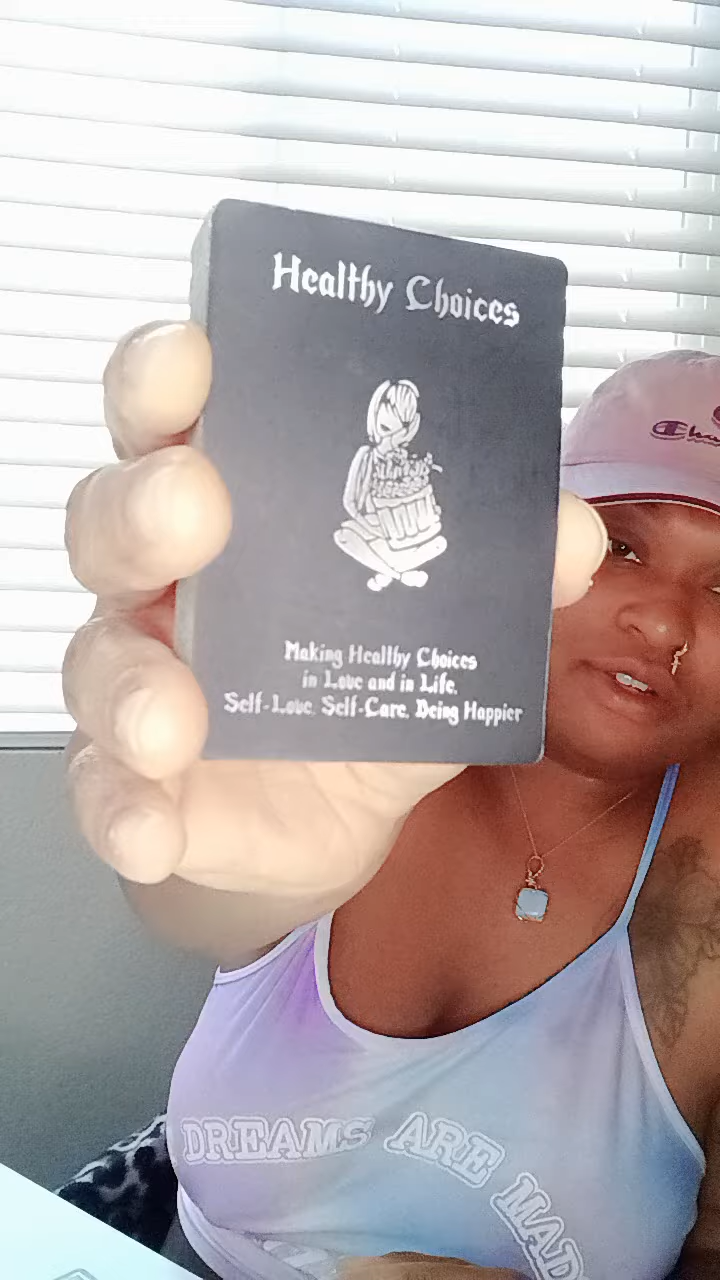 Healthy Choices
Making Healthy Choices
in Love and in Life.
Self-Love, Self-Care, Being Happier
DREAMS ARE MAD